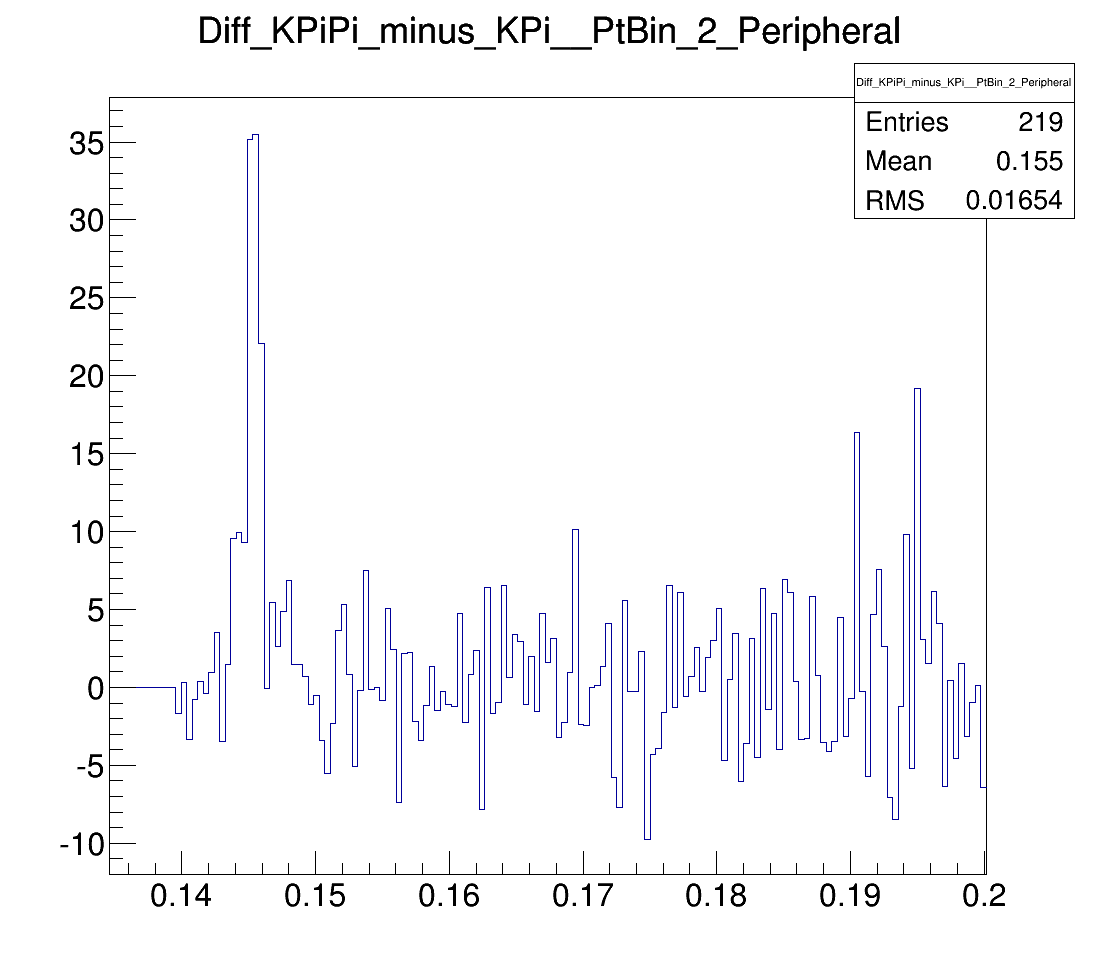 Diff_KPiPi_minus_KPi__PtBin_2_Peripheral
Diff_KPiPi_minus_KPi__PtBin_2_Peripheral
Entries 219
Mean 0.155
RMS 0.01654
35
30
25
20
15
10
5
0
-5
-10
0.14 0.15 0.16 0.17 0.18 0.19 0.2